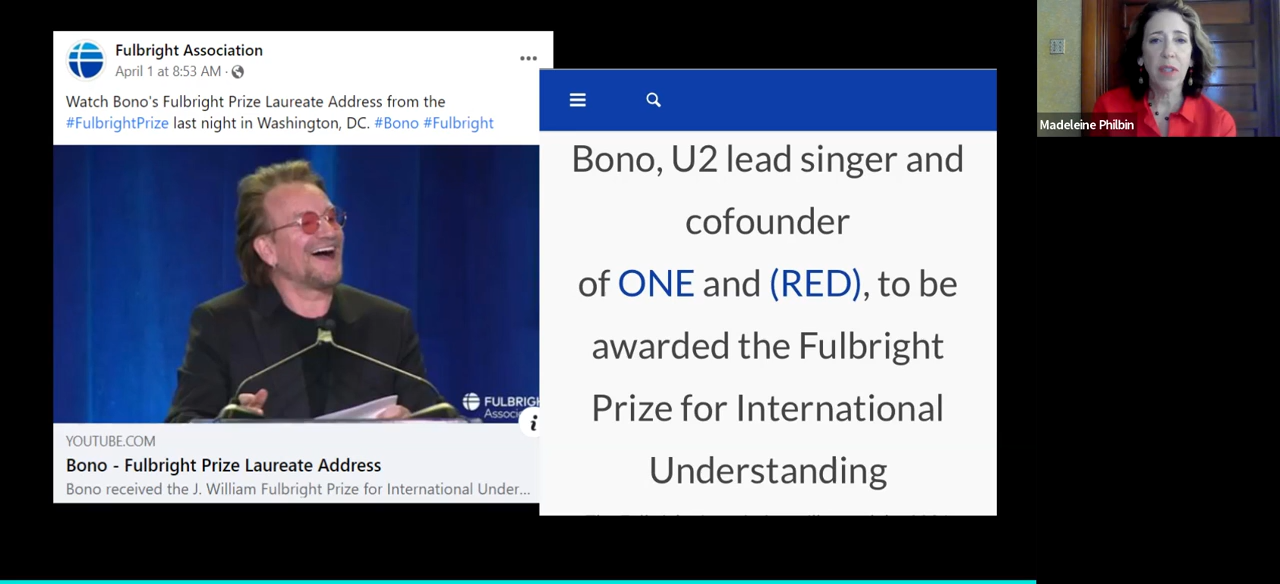 Fulbright Association
April 1 at 8:53 AM ·
Watch Bono's Fulbright Prize Laureate Address from the
#FulbrightPrize last night in Washington, DC. #Bono #Fulbright
FULBRIGH
Associ
i
YOUTUBE.COM
Bono - Fulbright Prize Laureate Address
Bono received the J. William Fulbright Prize for International Under...
Bono, U2 lead singer and
cofounder
of ONE and (RED), to be
awarded the Fulbright
Prize for International
Understanding
Madeleine Philbin